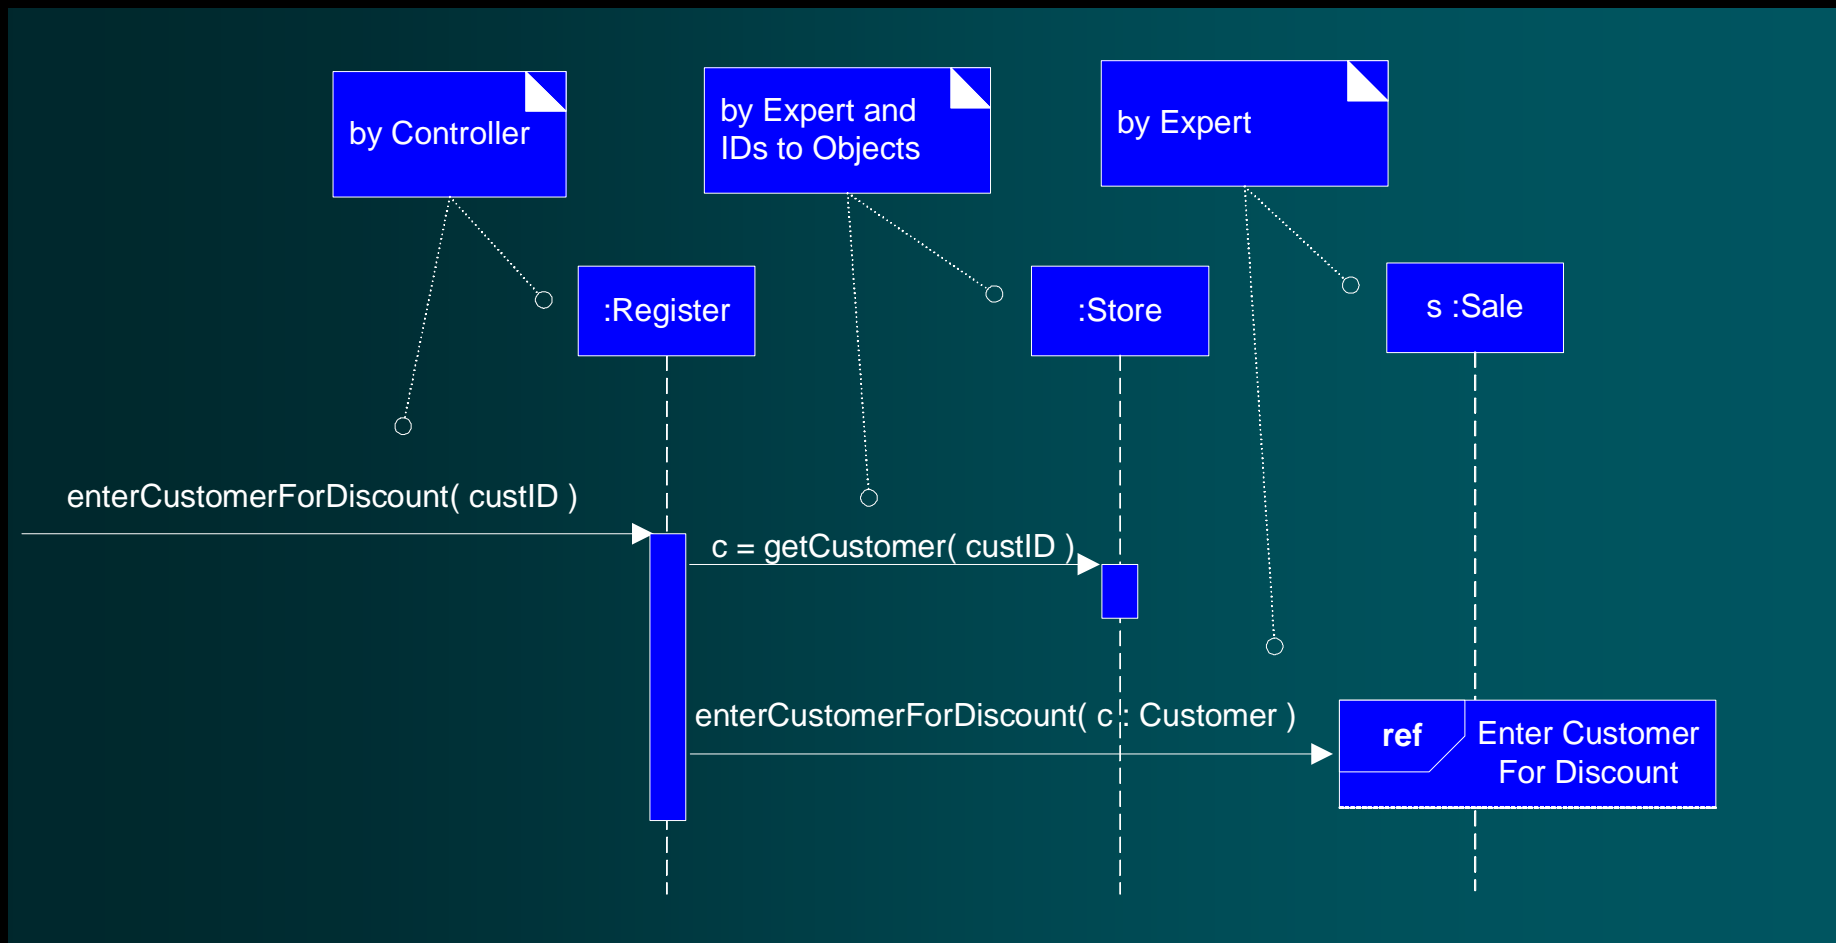 by Controller
by Expert and
IDs to Objects
by Expert
:Register
:Store
s :Sale
enterCustomerForDiscount( custID )
c = getCustomer( custID )
enterCustomerForDiscount( c : Customer )
ref
Enter Customer
For Discount